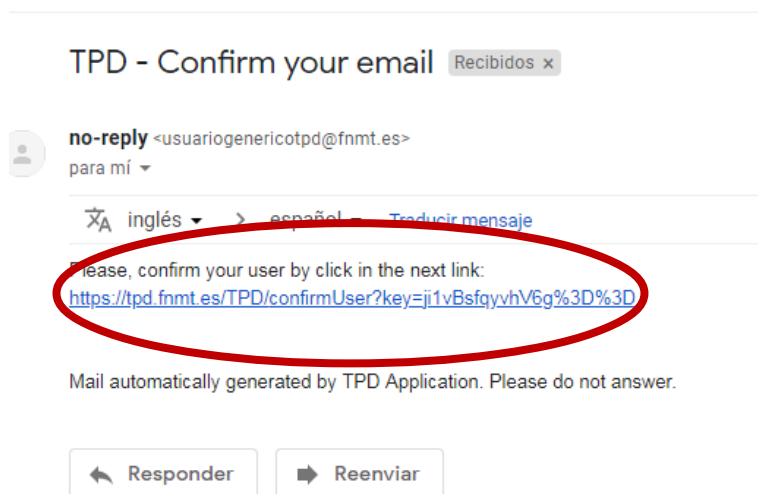 TPD - Confirm your email Recibidos x
no-reply <usuariogenericotpd@fnmt.es>
para mí
inglés > español Traducir mensaje
Please, confirm your user by click in the next link:
https://tpd.fnmt.es/TPD/confirmUser?key=ji1vBsfqyvhV6g%3D%3D
Mail automatically generated by TPD Application. Please do not answer.
Responder Reenviar